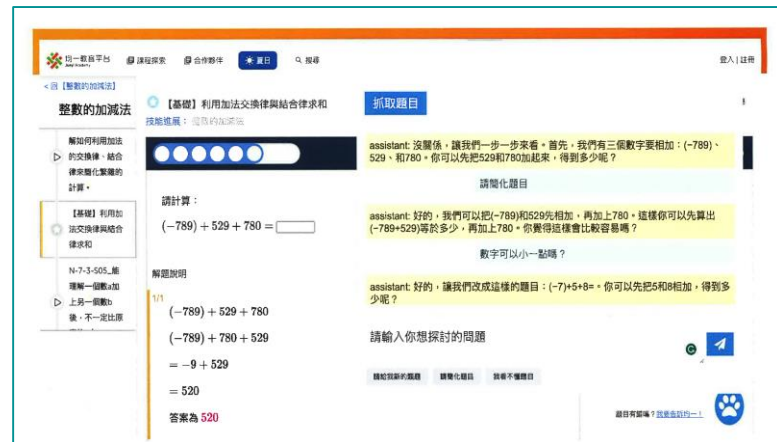 均一教育平台
Junyi Academy
課程探索
合作夥伴
夏日
搜尋
登入 | 註冊
< 回【整數的加減法】
整數的加減法
解如何利用加法
的交換律、結合
律來簡化繁雜的
計算。
【基礎】利用加
法交換律與結合
律求和
N-7-3-S05_能
理解一個數a加
上另一個數b
後，不一定比原
【基礎】利用加法交換律與結合律求和
技能進展：
請計算：
(−789) + 529 + 780 =
解題說明
1/1
(−789) + 529 + 780
(−789) + 780 + 529
= −9 + 529
= 520
答案為 520
抓取題目
assistant: 沒關係，讓我們一步一步來看。首先，我們有三個數字要相加：(-789)、
529、和780。你可以先把529和780加起來，得到多少呢？
請簡化題目
assistant: 好的，我們可以把(-789)和529先相加，再加上780。這樣你可以先算出
(-789+529)等於多少，再加上780。你覺得這樣會比較容易嗎？
數字可以小一點嗎？
assistant: 好的，讓我們改成這樣的題目：(-7)+5+8=。你可以先把5和8相加，得到多
少呢？
請輸入你想探討的問題
請給我新的題目
請簡化題目
我看不懂題目
題目有錯嗎？我要告訴均一！